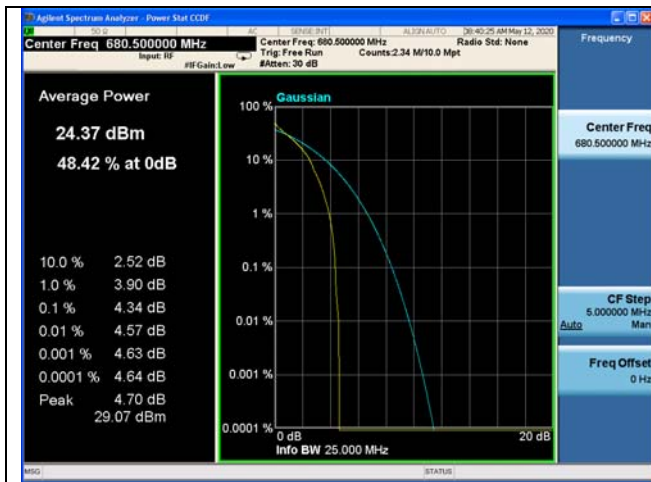 Agilent Spectrum Analyzer - Power Stat CCDF
50 Ω AC SENSE:INT ALIGN AUTO 08:40:25 AM May 12, 2020
Center Freq 680.500000 MHz
Center Freq: 680.500000 MHz Radio Std: None
Input: RF Trig: Free Run Counts:2.34 M/10.0 Mpt
#IFGain:Low #Atten: 30 dB
Frequency
Average Power
24.37 dBm
48.42 % at 0dB
10.0 % 2.52 dB
1.0 % 3.90 dB
0.1 % 4.34 dB
0.01 % 4.57 dB
0.001 % 4.63 dB
0.0001 % 4.64 dB
Peak 4.70 dB
29.07 dBm
Gaussian
100 %
10 %
1 %
0.1 %
0.01 %
0.001 %
0.0001 %
0 dB 20 dB
Info BW 25.000 MHz
Center Freq
680.500000 MHz
CF Step
5.000000 MHz
Auto Man
Freq Offset
0 Hz
MSG STATUS